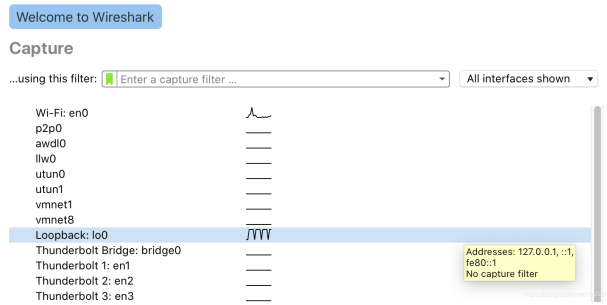 Welcome to Wireshark
Capture
...using this filter: Enter a capture filter ... All interfaces shown
Wi-Fi: en0
p2p0
awdl0
llw0
utun0
utun1
vmnet1
vmnet8
Loopback: lo0
Thunderbolt Bridge: bridge0
Thunderbolt 1: en1
Thunderbolt 2: en2
Thunderbolt 3: en3
Addresses: 127.0.0.1, ::1,
fe80::1
No capture filter